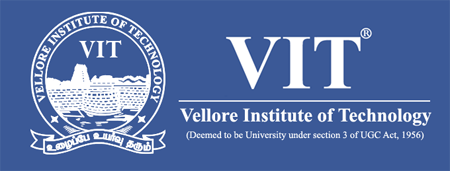 VELLORE INSTITUTE OF TECHNOLOGY
VIT
உழைப்பே உயர்வு தரும்
VIT®
Vellore Institute of Technology
(Deemed to be University under section 3 of UGC Act, 1956)